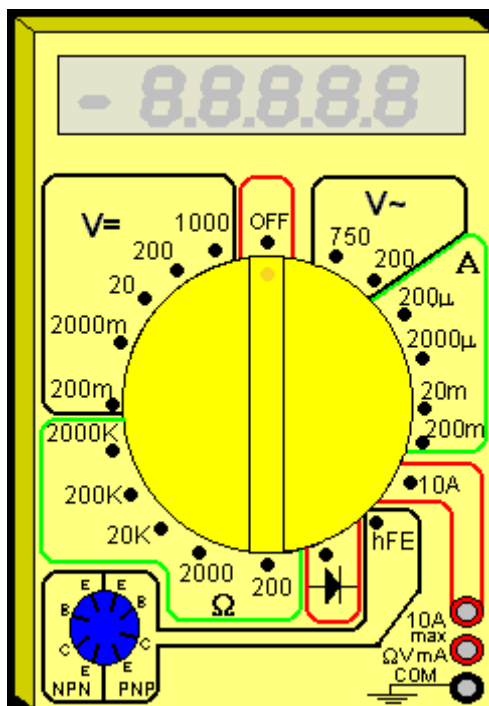 - 8.8.8.8.8
V=
1000
OFF
V~
750
200
200
20
2000m
200m
A
200µ
2000µ
20m
200m
10A
2000K
200K
20K
2000
200
Ω
hFE
E E
B B
C C
E E
NPN PNP
10A
max
ΩVmA
COM